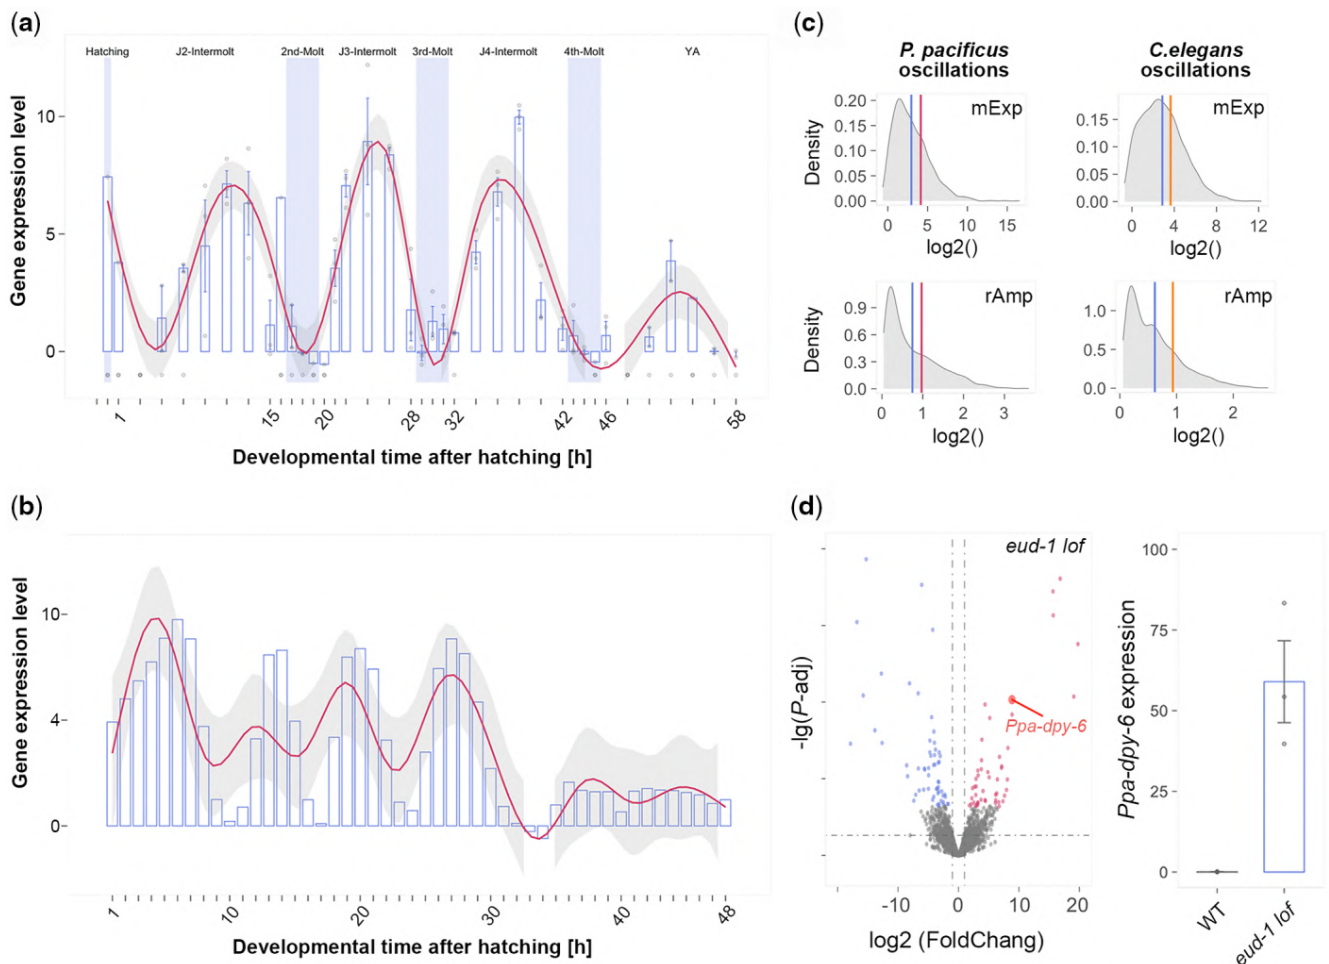 (a)
Hatching J2-Intermolt 2nd-Molt J3-Intermolt 3rd-Molt J4-Intermolt 4th-Molt YA
Gene expression level
10
5
0
1 15 20 28 32 42 46 58
Developmental time after hatching [h]
(b)
Gene expression level
10
4
0
1 10 20 30 40 48
Developmental time after hatching [h]
(c)
P. pacificus
oscillations
C.elegans
oscillations
mExp
Density
0.20
0.15
0.10
0.05
0.00
0 5 10 15
log2()
mExp
0.15
0.10
0.05
0.00
0 4 8 12
log2()
rAmp
Density
0.9
0.6
0.3
0.0
0 1 2 3
log2()
rAmp
1.0
0.5
0.0
0 1 2
log2()
(d)
eud-1 lof
-lg(P-adj)
Ppa-dpy-6
-10 0 10 20
log2 (FoldChang)
Ppa-dpy-6 expression
100
75
50
25
0
WT eud-1 lof